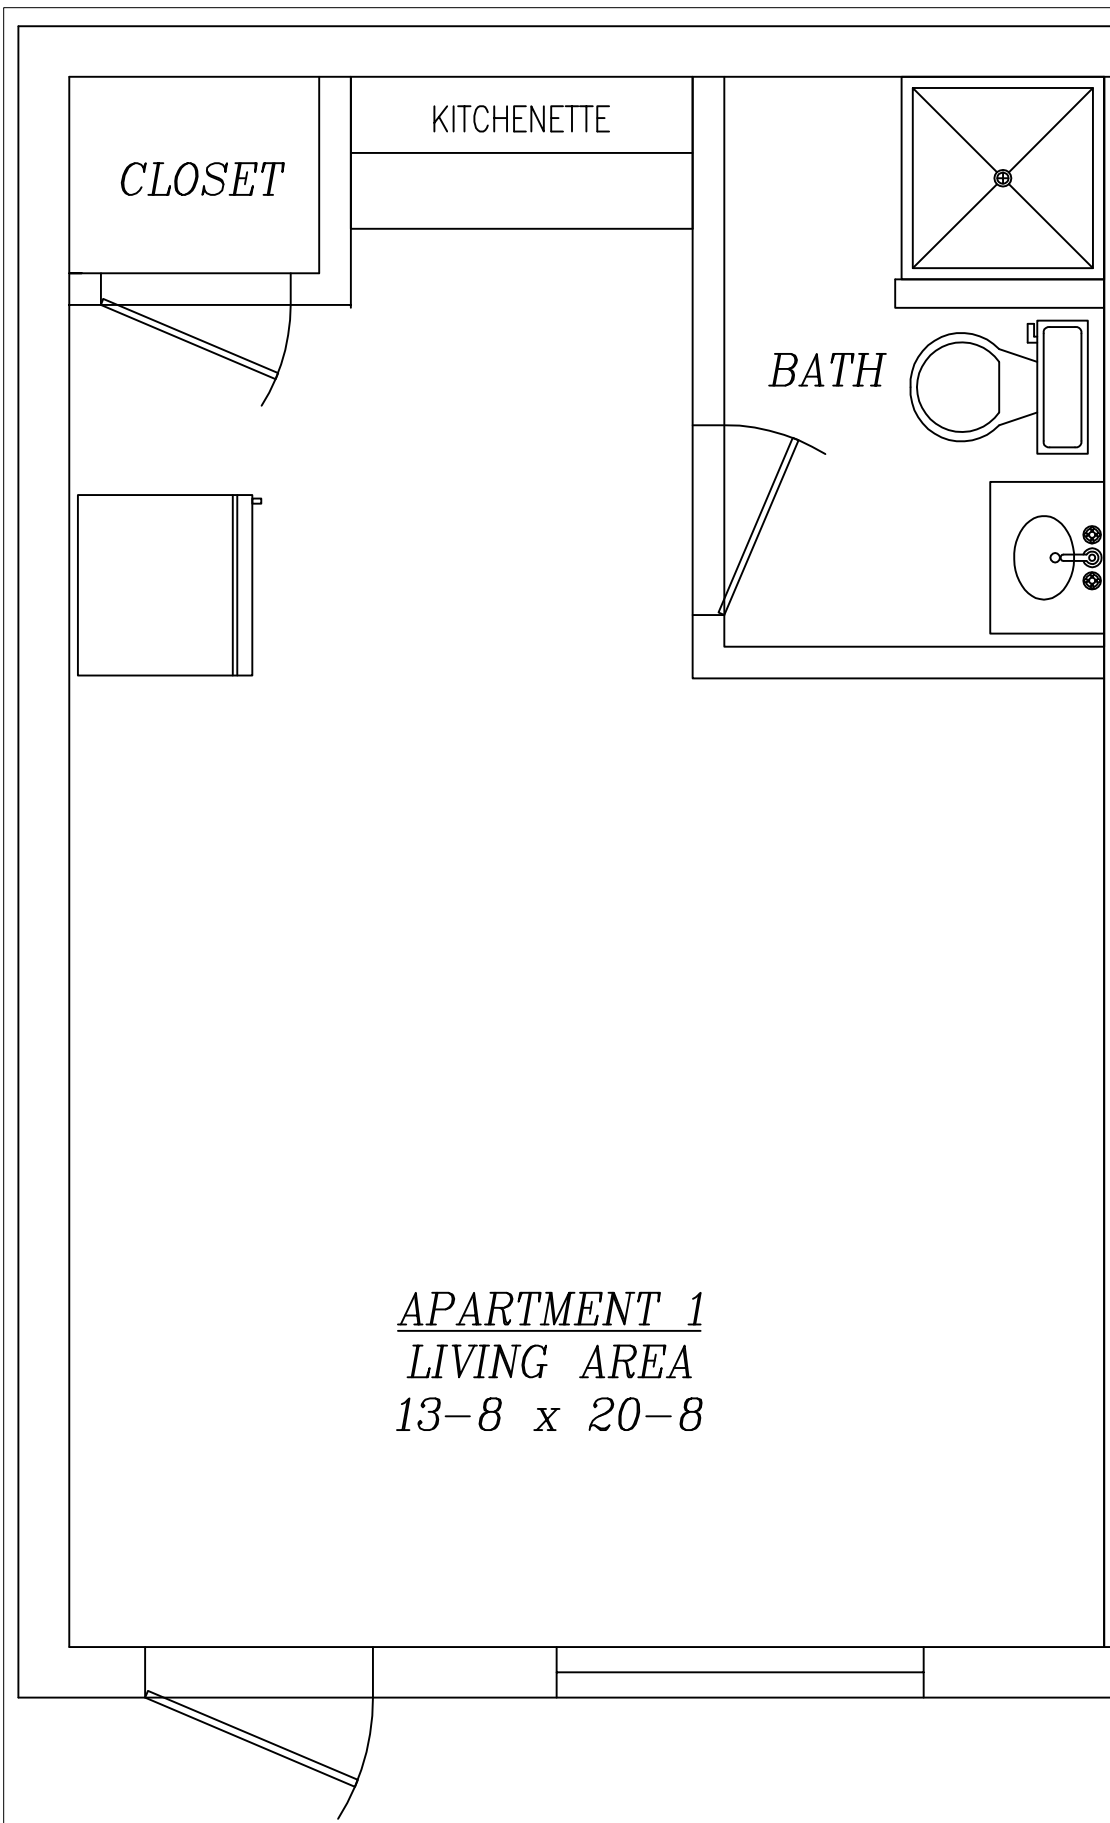 KITCHENETTE
CLOSET
BATH
APARTMENT 1
LIVING AREA
13-8 x 20-8